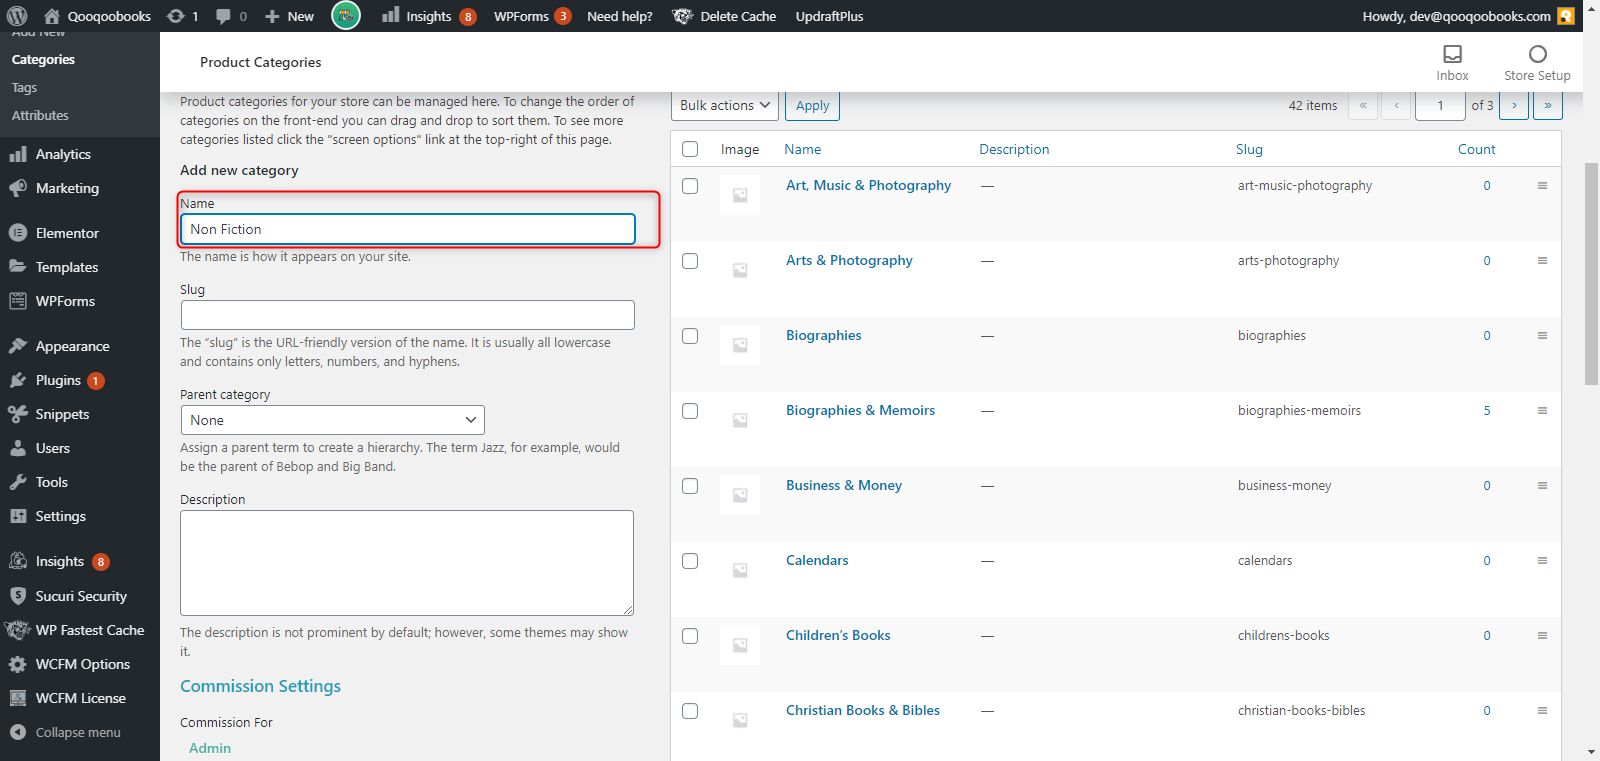 Qooqoobooks 1 0 New Insights 8 WPForms 3 Need help? Delete Cache UpdraftPlus Howdy, dev@qooqoobooks.com
Add New
Categories
Tags
Attributes
Analytics
Marketing
Elementor
Templates
WPForms
Appearance
Plugins 1
Snippets
Users
Tools
Settings
Insights 8
Sucuri Security
WP Fastest Cache
WCFM Options
WCFM License
Collapse menu
Product Categories
Inbox
Store Setup
Product categories for your store can be managed here. To change the order of
categories on the front-end you can drag and drop to sort them. To see more
categories listed click the "screen options" link at the top-right of this page.
Add new category
Name
Non Fiction
The name is how it appears on your site.
Slug
The “slug” is the URL-friendly version of the name. It is usually all lowercase
and contains only letters, numbers, and hyphens.
Parent category
None
Assign a parent term to create a hierarchy. The term Jazz, for example, would
be the parent of Bebop and Big Band.
Description
The description is not prominent by default; however, some themes may show
it.
Commission Settings
Commission For
Admin
Bulk actions Apply 42 items « ‹ 1 of 3 › »
Image Name Description Slug Count
Art, Music & Photography — art-music-photography 0
Arts & Photography — arts-photography 0
Biographies — biographies 0
Biographies & Memoirs — biographies-memoirs 5
Business & Money — business-money 0
Calendars — calendars 0
Children’s Books — childrens-books 0
Christian Books & Bibles — christian-books-bibles 0